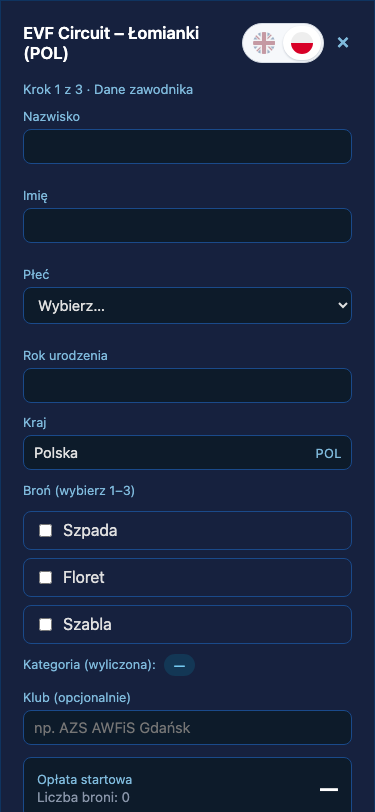 EVF Circuit – Łomianki
(POL)
×
Krok 1 z 3 · Dane zawodnika
Nazwisko
Imię
Płeć
Wybierz...
Rok urodzenia
Kraj
Polska POL
Broń (wybierz 1–3)
Szpada
Floret
Szabla
Kategoria (wyliczona): —
Klub (opcjonalnie)
np. AZS AWFiS Gdańsk
Opłata startowa
Liczba broni: 0
—